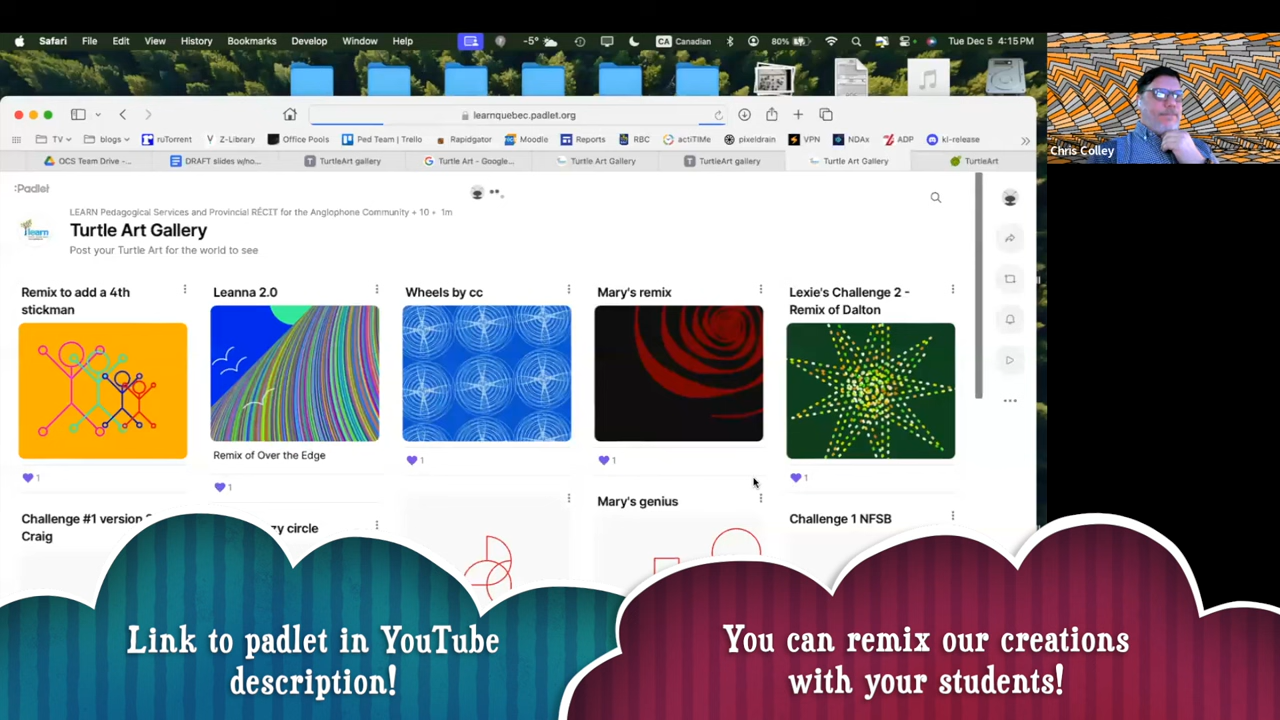 Safari File Edit View History Bookmarks Develop Window Help -5° CA Canadian 80% Tue Dec 5 4:15 PM
learnquebec.padlet.org
TV blogs ruTorrent Z-Library Office Pools Ped Team | Trello Rapidgator Moodle Reports RBC actiTIME pixeldrain VPN NDAx ADP ki-release
OCS Team Drive -... DRAFT slides w/no... TurtleArt gallery Turtle Art - Google... Turtle Art Gallery TurtleArt gallery Turtle Art Gallery TurtleArt
Chris Colley
:Padlet
LEARN Pedagogical Services and Provincial RÉCIT for the Anglophone Community + 10 • 1m
learn
Turtle Art Gallery
Post your Turtle Art for the world to see
Remix to add a 4th
stickman
1
Leanna 2.0
Remix of Over the Edge
1
Wheels by cc
1
Mary's remix
1
Lexie's Challenge 2 -
Remix of Dalton
1
Challenge #1 version
Craig
circle
Mary's genius
Challenge 1 NFSB
Link to padlet in YouTube
description!
You can remix our creations
with your students!